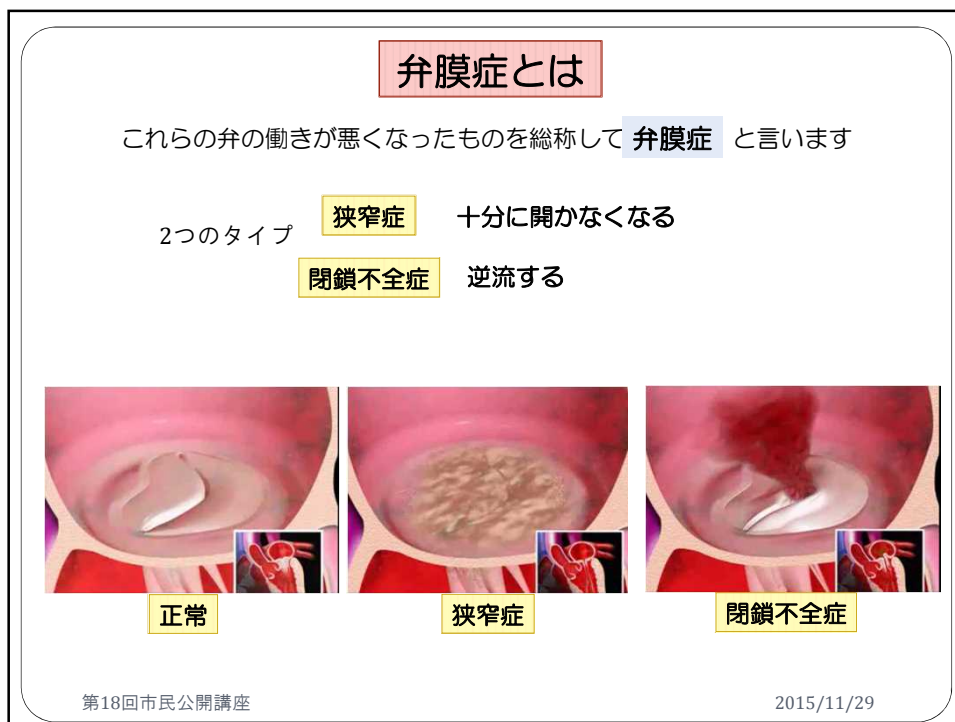 弁膜症とは
これらの弁の働きが悪くなったものを総称して 弁膜症 と言います
2つのタイプ
狭窄症 十分に開かなくなる
閉鎖不全症 逆流する
正常
狭窄症
閉鎖不全症
第18回市民公開講座
2015/11/29